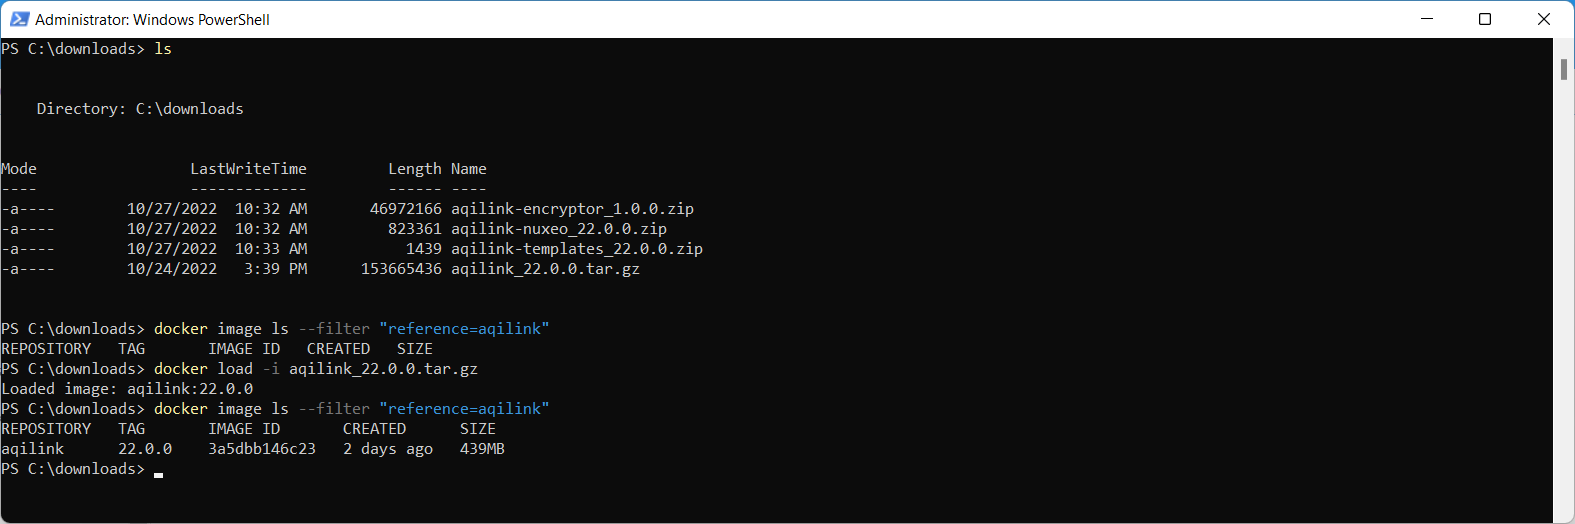 Administrator: Windows PowerShell
PS C:\downloads> ls
Directory: C:\downloads
Mode                 LastWriteTime         Length Name
----                 -------------         ------ ----
-a----        10/27/2022  10:32 AM       46972166 aqilink-encryptor_1.0.0.zip
-a----        10/27/2022  10:32 AM         823361 aqilink-nuxeo_22.0.0.zip
-a----        10/27/2022  10:33 AM           1439 aqilink-templates_22.0.0.zip
-a----        10/24/2022   3:39 PM      153665436 aqilink_22.0.0.tar.gz
PS C:\downloads> docker image ls --filter "reference=aqilink"
REPOSITORY   TAG       IMAGE ID   CREATED   SIZE
PS C:\downloads> docker load -i aqilink_22.0.0.tar.gz
Loaded image: aqilink:22.0.0
PS C:\downloads> docker image ls --filter "reference=aqilink"
REPOSITORY   TAG       IMAGE ID       CREATED      SIZE
aqilink      22.0.0    3a5dbb146c23   2 days ago   439MB
PS C:\downloads>